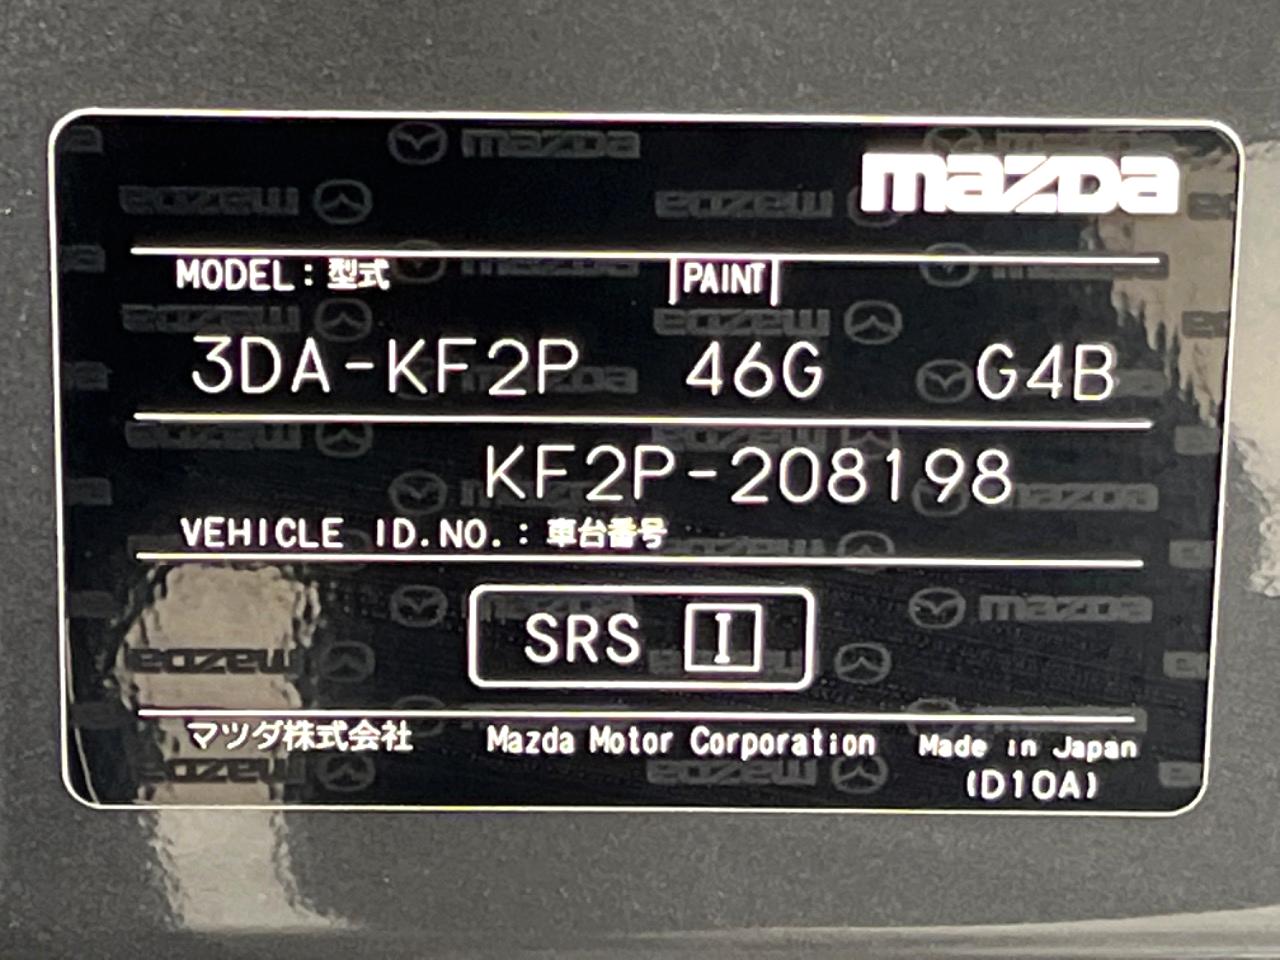 mazda
MODEL : 型式 PAINT
3DA-KF2P 46G G4B
KF2P-208198
VEHICLE ID.NO. : 車台番号
SRS I
マツダ株式会社 Mazda Motor Corporation Made in Japan
(D10A)